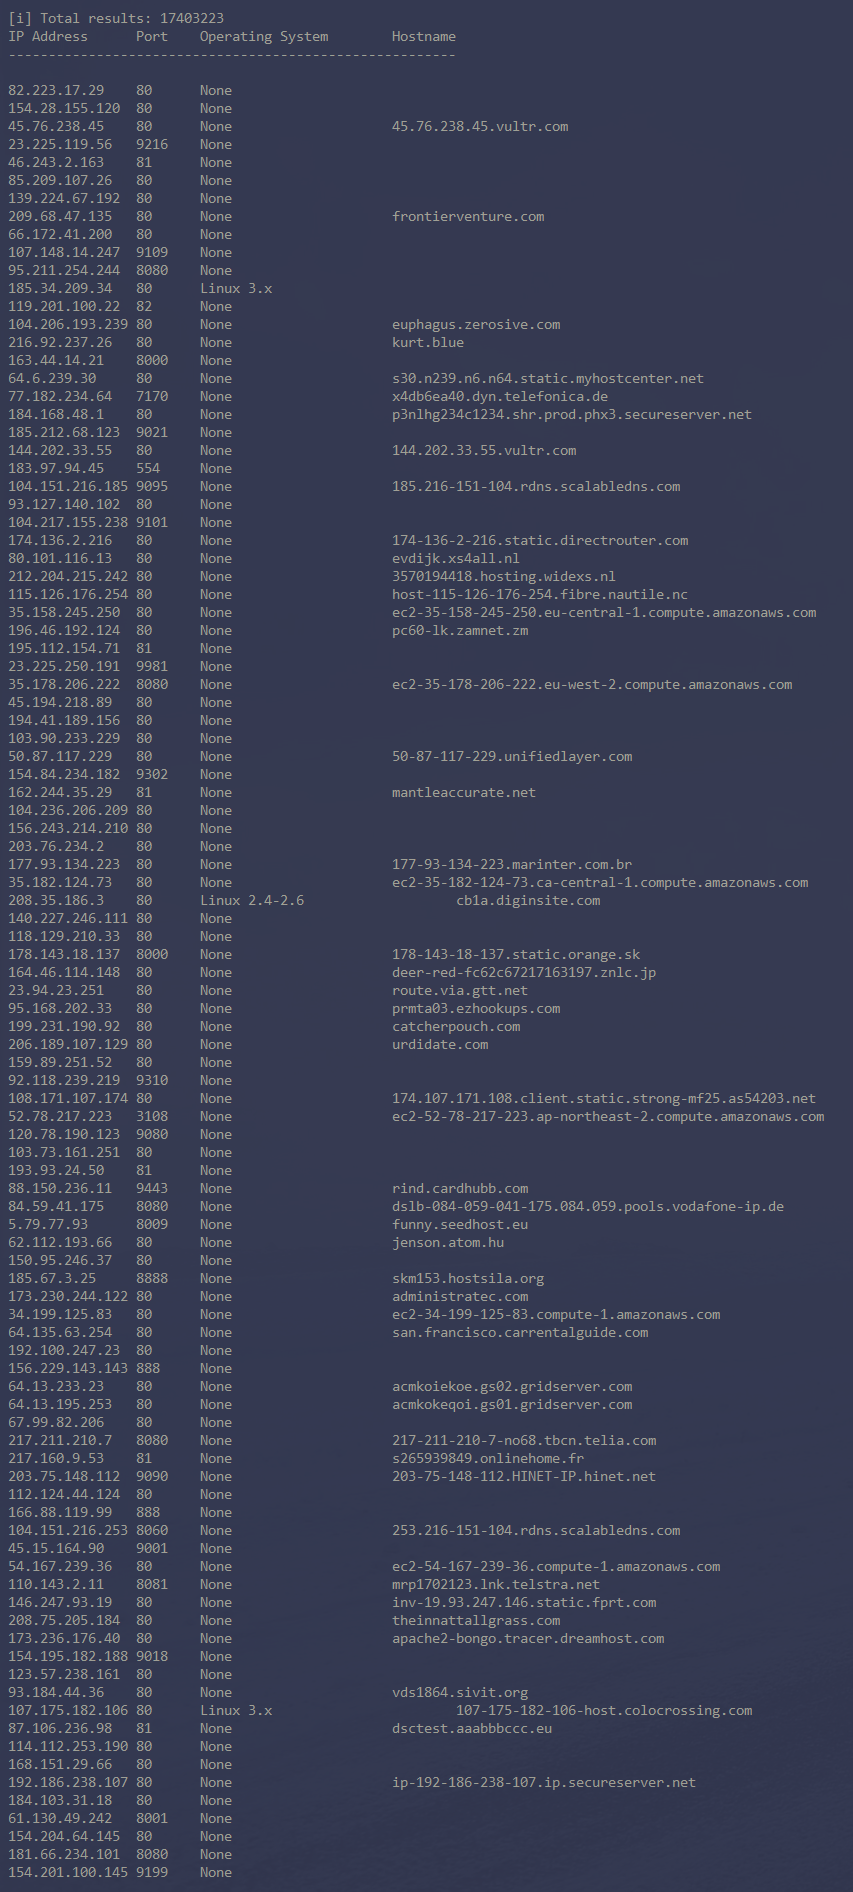 [i] Total results: 17403223
IP Address      Port    Operating System        Hostname
--------------------------------------------------------
82.223.17.29    80      None
154.28.155.120  80      None
45.76.238.45    80      None                    45.76.238.45.vultr.com
23.225.119.56   9216    None
46.243.2.163    81      None
85.209.107.26   80      None
139.224.67.192  80      None
209.68.47.135   80      None                    frontierventure.com
66.172.41.200   80      None
107.148.14.247  9109    None
95.211.254.244  8080    None
185.34.209.34   80      Linux 3.x
119.201.100.22  82      None
104.206.193.239 80      None                    euphagus.zerosive.com
216.92.237.26   80      None                    kurt.blue
163.44.14.21    8000    None
64.6.239.30     80      None                    s30.n239.n6.n64.static.myhostcenter.net
77.182.234.64   7170    None                    x4db6ea40.dyn.telefonica.de
184.168.48.1    80      None                    p3nlhg234c1234.shr.prod.phx3.secureserver.net
185.212.68.123  9021    None
144.202.33.55   80      None                    144.202.33.55.vultr.com
183.97.94.45    554     None
104.151.216.185 9095    None                    185.216-151-104.rdns.scalabledns.com
93.127.140.102  80      None
104.217.155.238 9101    None
174.136.2.216   80      None                    174-136-2-216.static.directrouter.com
80.101.116.13   80      None                    evdijk.xs4all.nl
212.204.215.242 80      None                    3570194418.hosting.widexs.nl
115.126.176.254 80      None                    host-115-126-176-254.fibre.nautile.nc
35.158.245.250  80      None                    ec2-35-158-245-250.eu-central-1.compute.amazonaws.com
196.46.192.124  80      None                    pc60-lk.zamnet.zm
195.112.154.71  81      None
23.225.250.191  9981    None
35.178.206.222  8080    None                    ec2-35-178-206-222.eu-west-2.compute.amazonaws.com
45.194.218.89   80      None
194.41.189.156  80      None
103.90.233.229  80      None
50.87.117.229   80      None                    50-87-117-229.unifiedlayer.com
154.84.234.182  9302    None
162.244.35.29   81      None                    mantleaccurate.net
104.236.206.209 80      None
156.243.214.210 80      None
203.76.234.2    80      None
177.93.134.223  80      None                    177-93-134-223.marinter.com.br
35.182.124.73   80      None                    ec2-35-182-124-73.ca-central-1.compute.amazonaws.com
208.35.186.3    80      Linux 2.4-2.6                   cb1a.diginsite.com
140.227.246.111 80      None
118.129.210.33  80      None
178.143.18.137  8000    None                    178-143-18-137.static.orange.sk
164.46.114.148  80      None                    deer-red-fc62c67217163197.znlc.jp
23.94.23.251    80      None                    route.via.gtt.net
95.168.202.33   80      None                    prmta03.ezhookups.com
199.231.190.92  80      None                    catcherpouch.com
206.189.107.129 80      None                    urdidate.com
159.89.251.52   80      None
92.118.239.219  9310    None
108.171.107.174 80      None                    174.107.171.108.client.static.strong-mf25.as54203.net
52.78.217.223   3108    None                    ec2-52-78-217-223.ap-northeast-2.compute.amazonaws.com
120.78.190.123  9080    None
103.73.161.251  80      None
193.93.24.50    81      None
88.150.236.11   9443    None                    rind.cardhubb.com
84.59.41.175    8080    None                    dslb-084-059-041-175.084.059.pools.vodafone-ip.de
5.79.77.93      8009    None                    funny.seedhost.eu
62.112.193.66   80      None                    jenson.atom.hu
150.95.246.37   80      None
185.67.3.25     8888    None                    skm153.hostsila.org
173.230.244.122 80      None                    administratec.com
34.199.125.83   80      None                    ec2-34-199-125-83.compute-1.amazonaws.com
64.135.63.254   80      None                    san.francisco.carrentalguide.com
192.100.247.23  80      None
156.229.143.143 888     None
64.13.233.23    80      None                    acmkoiekoe.gs02.gridserver.com
64.13.195.253   80      None                    acmkokeqoi.gs01.gridserver.com
67.99.82.206    80      None
217.211.210.7   8080    None                    217-211-210-7-no68.tbcn.telia.com
217.160.9.53    81      None                    s265939849.onlinehome.fr
203.75.148.112  9090    None                    203-75-148-112.HINET-IP.hinet.net
112.124.44.124  80      None
166.88.119.99   888     None
104.151.216.253 8060    None                    253.216-151-104.rdns.scalabledns.com
45.15.164.90    9001    None
54.167.239.36   80      None                    ec2-54-167-239-36.compute-1.amazonaws.com
110.143.2.11    8081    None                    mrp1702123.lnk.telstra.net
146.247.93.19   80      None                    inv-19.93.247.146.static.fprt.com
208.75.205.184  80      None                    theinnattallgrass.com
173.236.176.40  80      None                    apache2-bongo.tracer.dreamhost.com
154.195.182.188 9018    None
123.57.238.161  80      None
93.184.44.36    80      None                    vds1864.sivit.org
107.175.182.106 80      Linux 3.x                       107-175-182-106-host.colocrossing.com
87.106.236.98   81      None                    dsctest.aaabbbccc.eu
114.112.253.190 80      None
168.151.29.66   80      None
192.186.238.107 80      None                    ip-192-186-238-107.ip.secureserver.net
184.103.31.18   80      None
61.130.49.242   8001    None
154.204.64.145  80      None
181.66.234.101  8080    None
154.201.100.145 9199    None